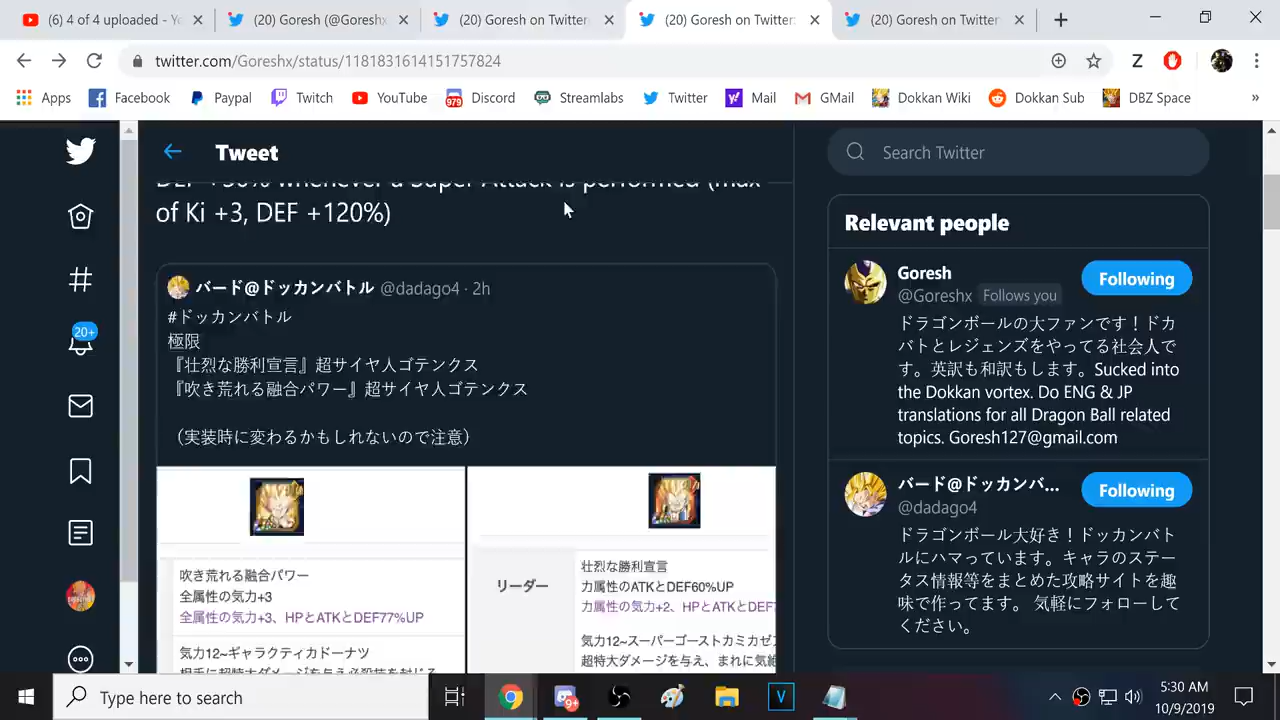 (6) 4 of 4 uploaded - Yo
(20) Goresh (@Goreshx
(20) Goresh on Twitter
(20) Goresh on Twitter:
(20) Goresh on Twitter
twitter.com/Goreshx/status/1181831614151757824
Z
Apps
Facebook
Paypal
Twitch
YouTube
979
Discord
Streamlabs
Twitter
Mail
GMail
Dokkan Wiki
Dokkan Sub
DBZ Space
»
Tweet
Search Twitter
DEF +30% whenever a Super Attack is performed (max
of Ki +3, DEF +120%)
バード@ドッカンバトル @dadago4 · 2h
#ドッカンバトル
極限
『壮烈な勝利宣言』超サイヤ人ゴテンクス
『吹き荒れる融合パワー』超サイヤ人ゴテンクス
（実装時に変わるかもしれないので注意）
吹き荒れる融合パワー
全属性の気力+3
全属性の気力+3、HPとATKとDEF77%UP
気力12~ギャラクティカドーナツ
リーダー
壮烈な勝利宣言
力属性のATKとDEF60%UP
力属性の気力+2、HPとATKとDEF
気力12~スーパーゴーストカミカゼ
超特大ダメージを与え、まれに気絶
20+
Relevant people
Goresh
@Goreshx Follows you
Following
ドラゴンボールの大ファンです！ドカ
バトとレジェンズをやってる社会人で
す。英訳も和訳もします。Sucked into
the Dokkan vortex. Do ENG & JP
translations for all Dragon Ball related
topics. Goresh127@gmail.com
バード@ドッカンバ...
@dadago4
Following
ドラゴンボール大好き！ドッカンバト
ルにハマっています。キャラのステー
タス情報等をまとめた攻略サイトを趣
味で作ってます。 気軽にフォローして
ください。
Type here to search
9+
V
5:30 AM
10/9/2019